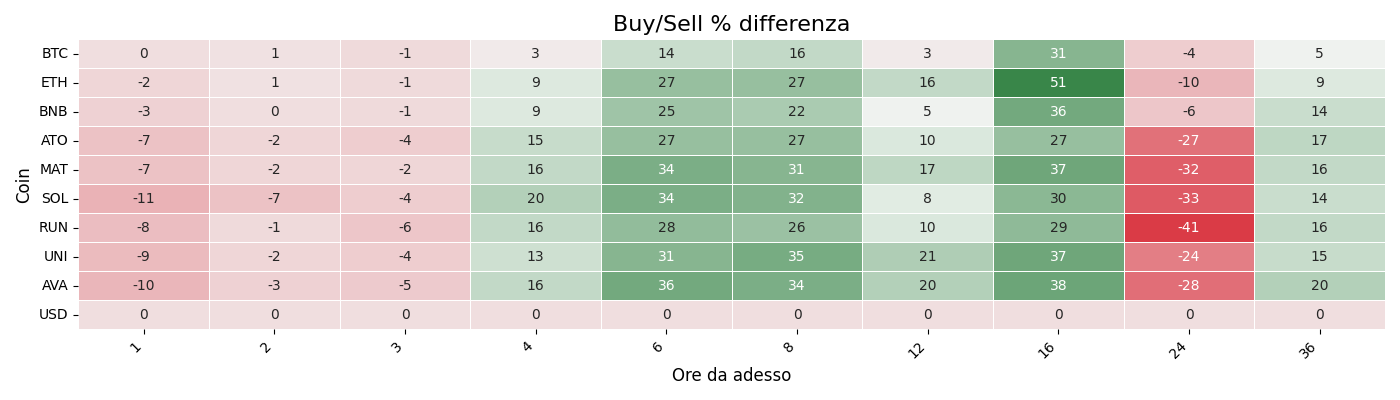 Buy/Sell % differenza
Coin
BTC 0 1 -1 3 14 16 3 31 -4 5
ETH -2 1 -1 9 27 27 16 51 -10 9
BNB -3 0 -1 9 25 22 5 36 -6 14
ATO -7 -2 -4 15 27 27 10 27 -27 17
MAT -7 -2 -2 16 34 31 17 37 -32 16
SOL -11 -7 -4 20 34 32 8 30 -33 14
RUN -8 -1 -6 16 28 26 10 29 -41 16
UNI -9 -2 -4 13 31 35 21 37 -24 15
AVA -10 -3 -5 16 36 34 20 38 -28 20
USD 0 0 0 0 0 0 0 0 0 0
1 2 3 4 6 8 12 16 24 36
Ore da adesso